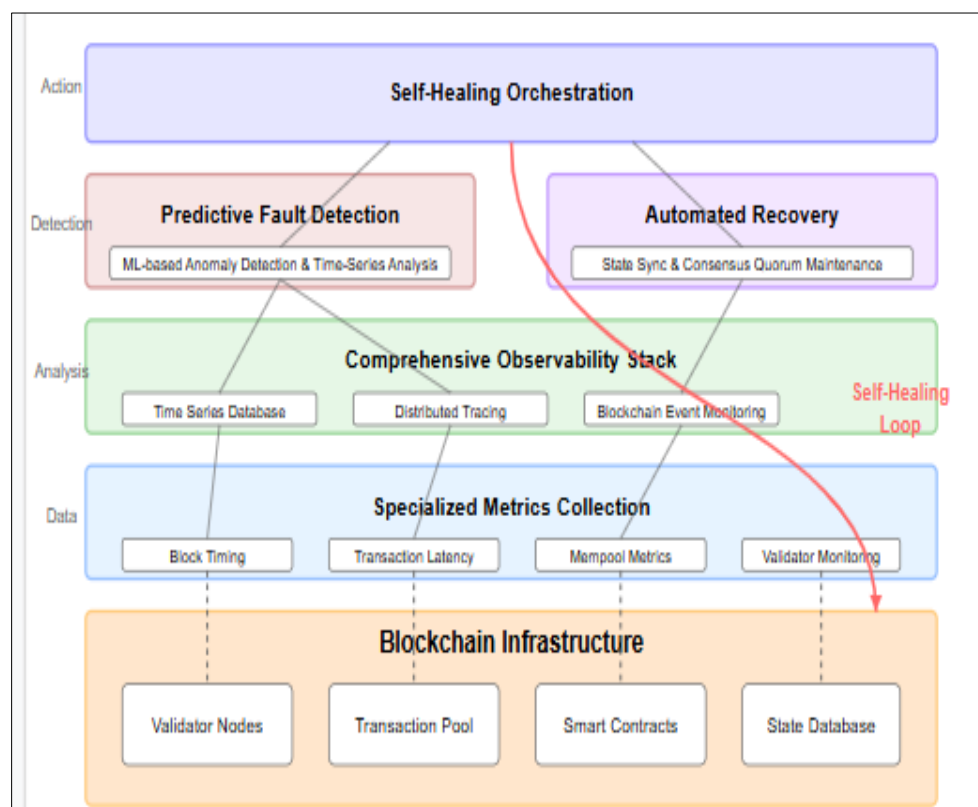 Action
Self-Healing Orchestration
Detection
Predictive Fault Detection
Automated Recovery
ML-based Anomaly Detection & Time-Series Analysis
State Sync & Consensus Quorum Maintenance
Analysis
Comprehensive Observability Stack
Time Series Database
Distributed Tracing
Blockchain Event Monitoring
Self-Healing
Loop
Data
Specialized Metrics Collection
Block Timing
Transaction Latency
Mempool Metrics
Validator Monitoring
Blockchain Infrastructure
Validator Nodes
Transaction Pool
Smart Contracts
State Database